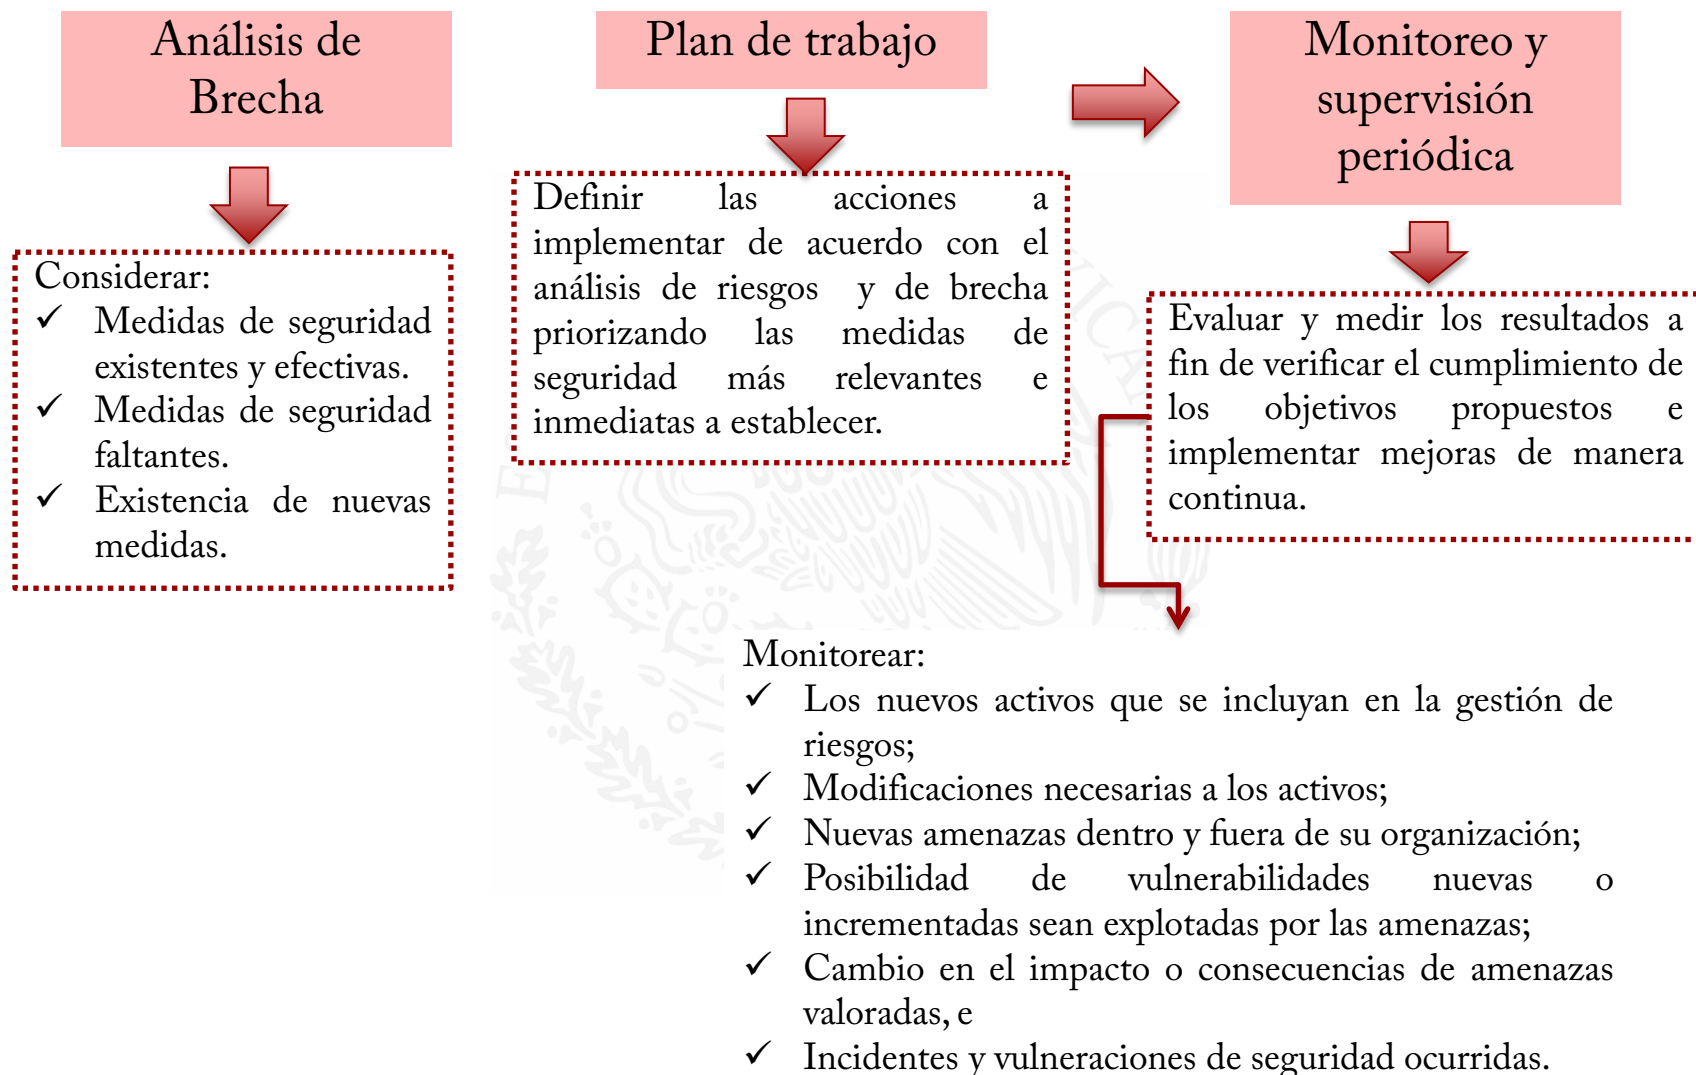 Análisis de
Brecha
Considerar:
✓ Medidas de seguridad
existentes y efectivas.
✓ Medidas de seguridad
faltantes.
✓ Existencia de nuevas
medidas.
Plan de trabajo
Definir las acciones a
implementar de acuerdo con el
análisis de riesgos y de brecha
priorizando las medidas de
seguridad más relevantes e
inmediatas a establecer.
Monitoreo y
supervisión
periódica
Evaluar y medir los resultados a
fin de verificar el cumplimiento de
los objetivos propuestos e
implementar mejoras de manera
continua.
Monitorear:
✓ Los nuevos activos que se incluyan en la gestión de
riesgos;
✓ Modificaciones necesarias a los activos;
✓ Nuevas amenazas dentro y fuera de su organización;
✓ Posibilidad de vulnerabilidades nuevas o
incrementadas sean explotadas por las amenazas;
✓ Cambio en el impacto o consecuencias de amenazas
valoradas, e
✓ Incidentes y vulneraciones de seguridad ocurridas.